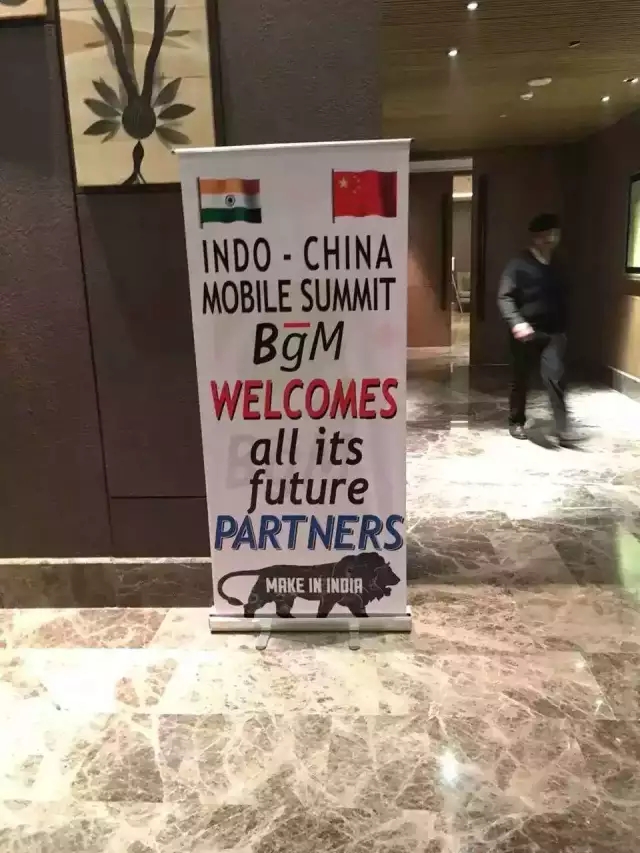 INDO - CHINA
MOBILE SUMMIT
BgM
WELCOMES
all its
future
PARTNERS
MAKE IN INDIA